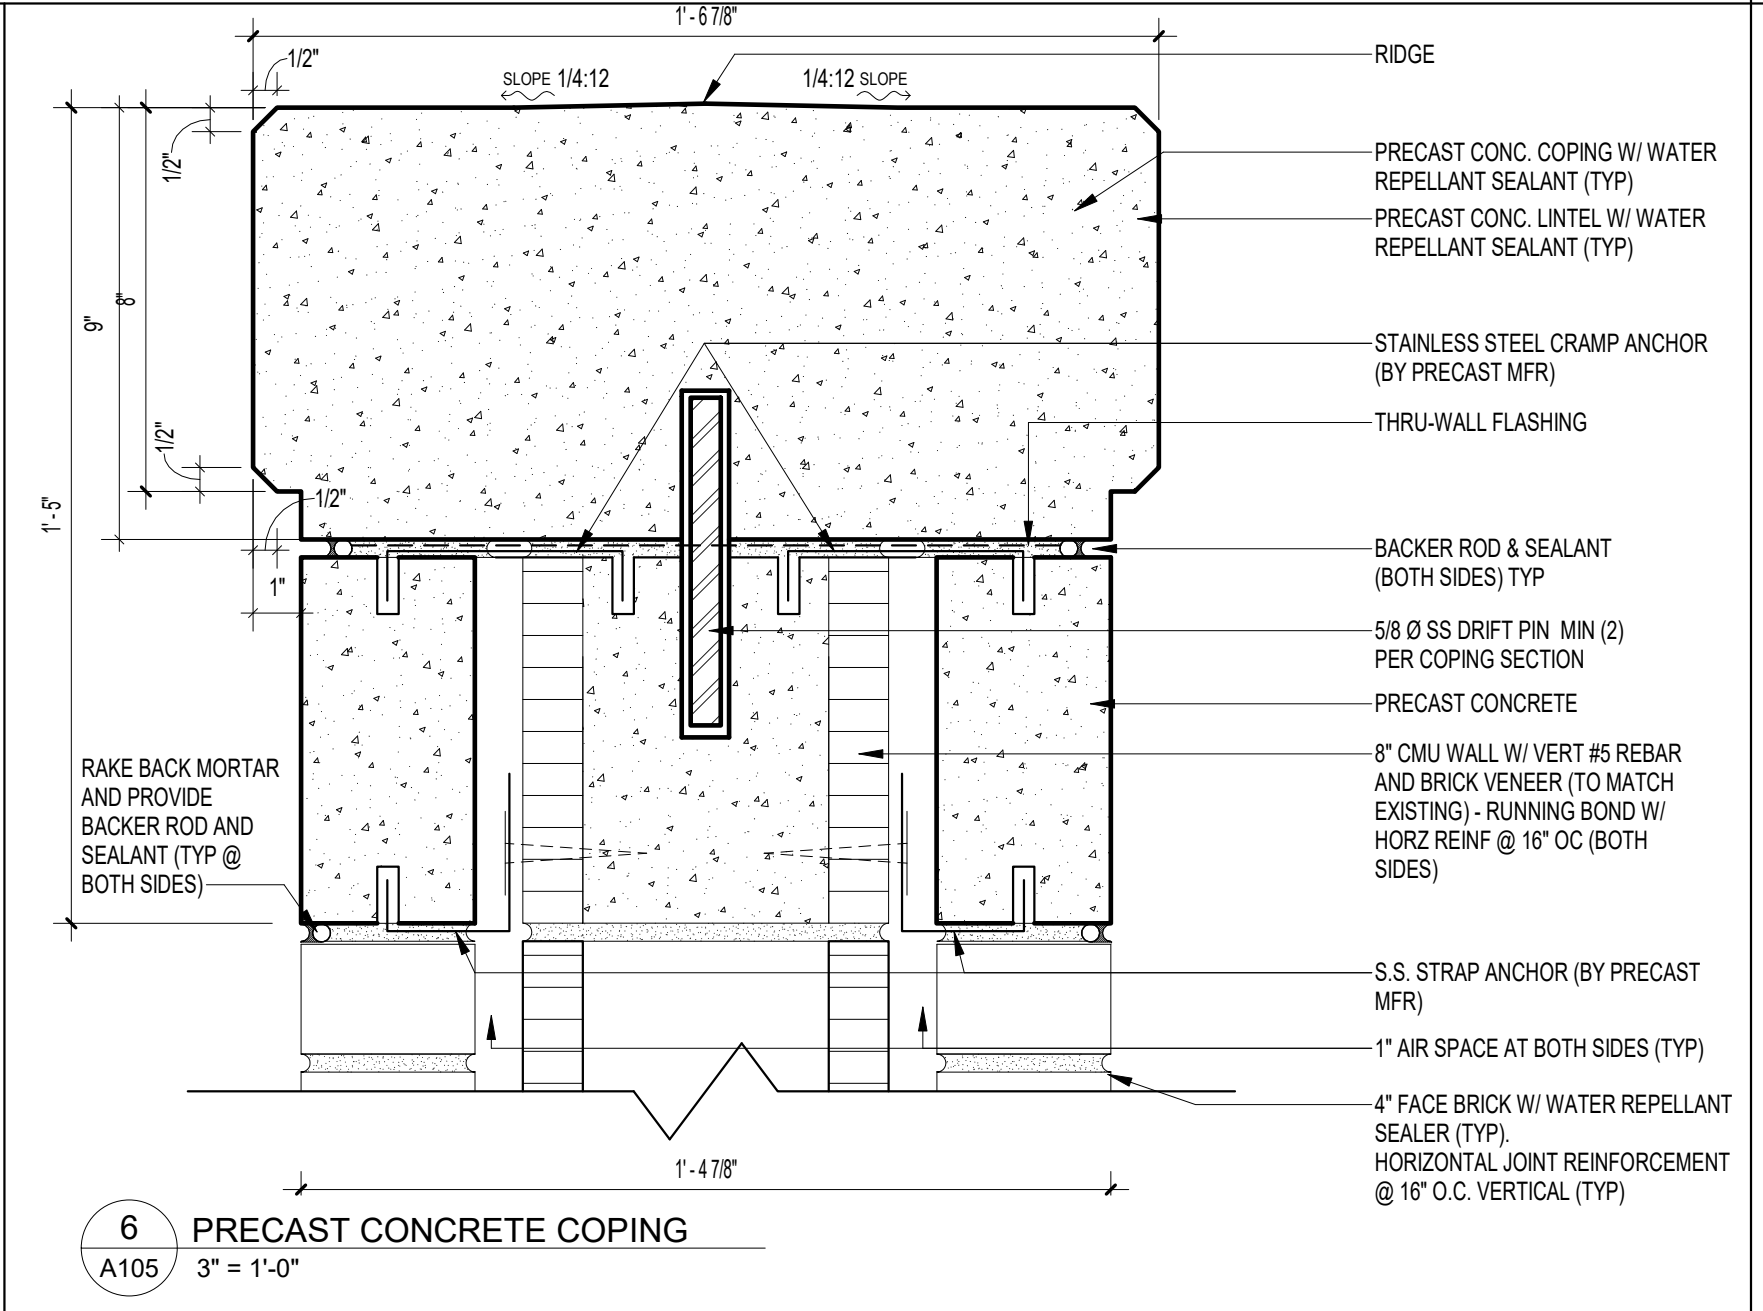 1' - 6 7/8"
1/2"
SLOPE 1/4:12
1/4:12 SLOPE
RIDGE
1/2"
PRECAST CONC. COPING W/ WATER
REPELLANT SEALANT (TYP)
PRECAST CONC. LINTEL W/ WATER
REPELLANT SEALANT (TYP)
8"
9"
STAINLESS STEEL CRAMP ANCHOR
(BY PRECAST MFR)
THRU-WALL FLASHING
1/2"
1/2"
1' - 5"
BACKER ROD & SEALANT
(BOTH SIDES) TYP
1"
5/8 Ø SS DRIFT PIN MIN (2)
PER COPING SECTION
PRECAST CONCRETE
8" CMU WALL W/ VERT #5 REBAR
AND BRICK VENEER (TO MATCH
EXISTING) - RUNNING BOND W/
HORZ REINF @ 16" OC (BOTH
SIDES)
RAKE BACK MORTAR
AND PROVIDE
BACKER ROD AND
SEALANT (TYP @
BOTH SIDES)
S.S. STRAP ANCHOR (BY PRECAST
MFR)
1" AIR SPACE AT BOTH SIDES (TYP)
4" FACE BRICK W/ WATER REPELLANT
SEALER (TYP).
HORIZONTAL JOINT REINFORCEMENT
@ 16" O.C. VERTICAL (TYP)
1' - 4 7/8"
6 PRECAST CONCRETE COPING
A105 3" = 1'-0"